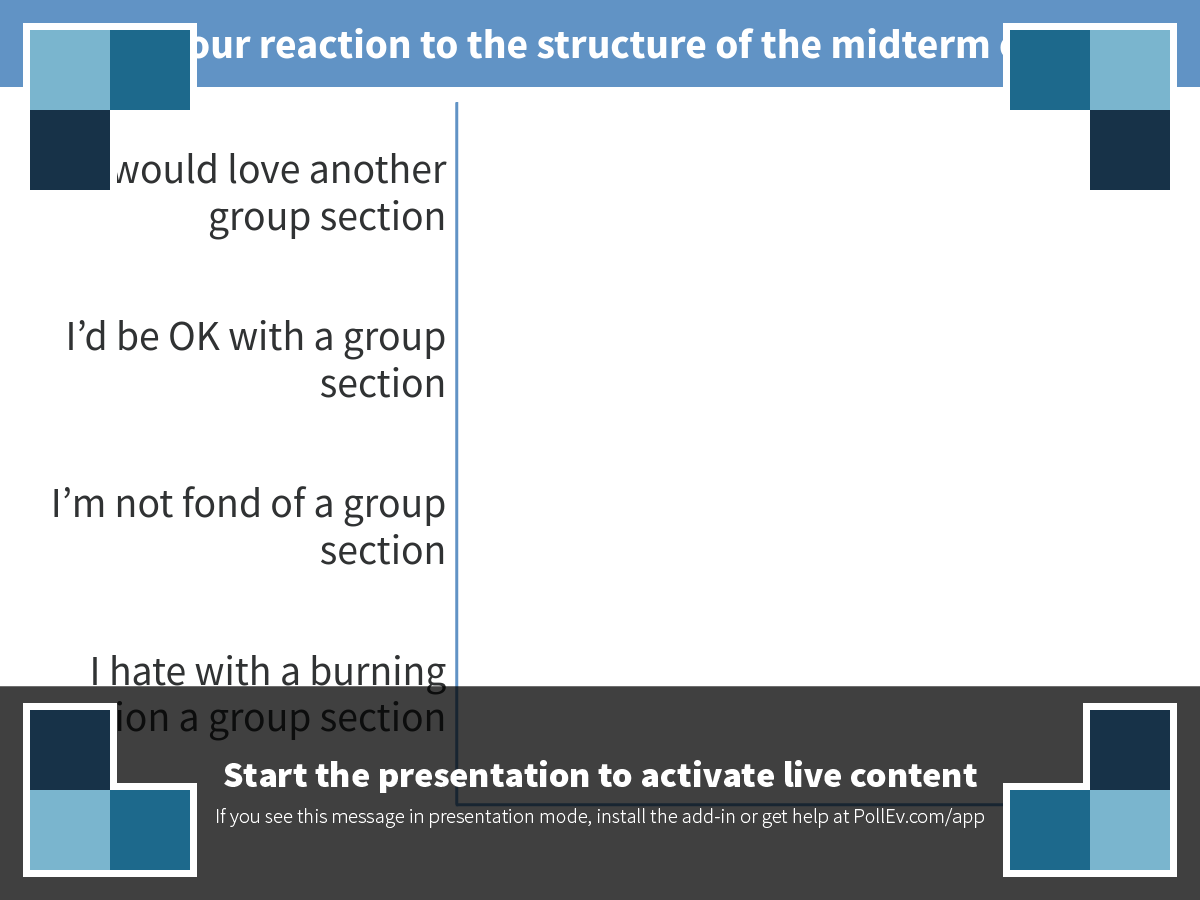 our reaction to the structure of the midterm
would love another
group section
I’d be OK with a group
section
I’m not fond of a group
section
I hate with a burning
a group section
Start the presentation to activate live content
If you see this message in presentation mode, install the add-in or get help at PollEv.com/app